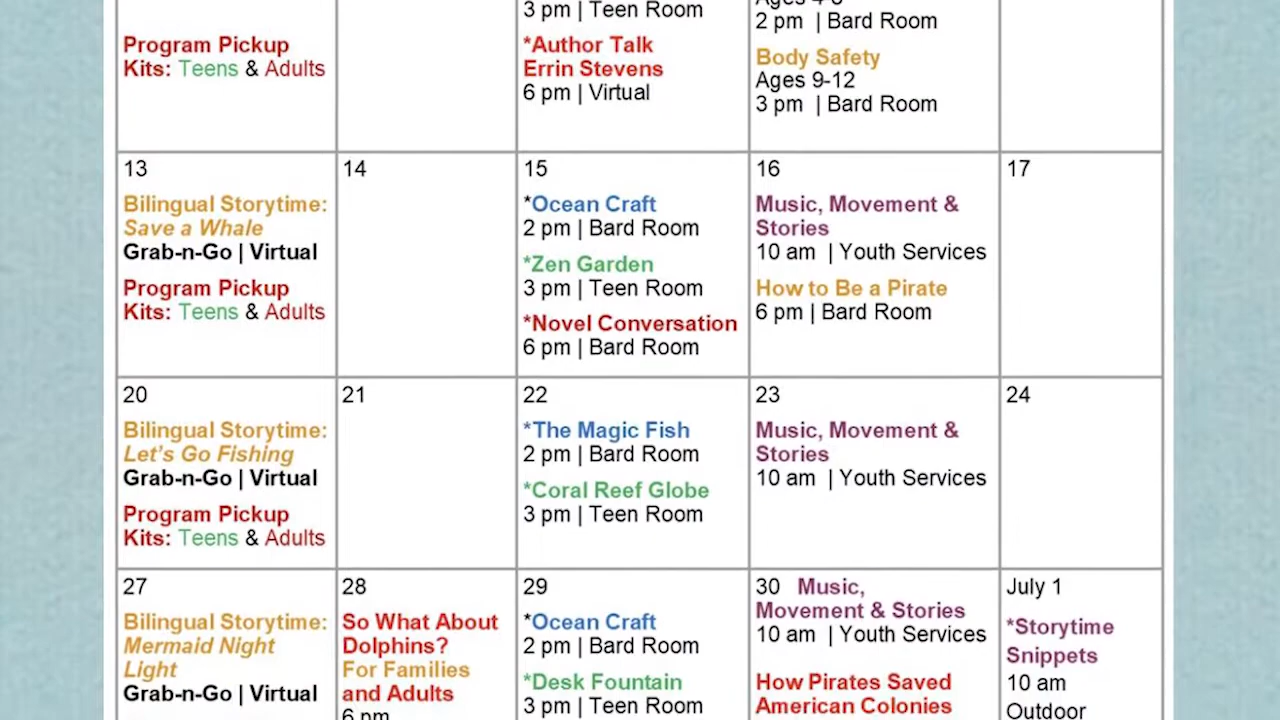 3 pm | Teen Room
2 pm | Bard Room
Program Pickup
Kits: Teens & Adults
*Author Talk
Errin Stevens
6 pm | Virtual
Body Safety
Ages 9-12
3 pm | Bard Room
13
Bilingual Storytime:
Save a Whale
Grab-n-Go | Virtual
Program Pickup
Kits: Teens & Adults
14
15
*Ocean Craft
2 pm | Bard Room
*Zen Garden
3 pm | Teen Room
*Novel Conversation
6 pm | Bard Room
16
Music, Movement &
Stories
10 am | Youth Services
How to Be a Pirate
6 pm | Bard Room
17
20
Bilingual Storytime:
Let's Go Fishing
Grab-n-Go | Virtual
Program Pickup
Kits: Teens & Adults
21
22
*The Magic Fish
2 pm | Bard Room
*Coral Reef Globe
3 pm | Teen Room
23
Music, Movement &
Stories
10 am | Youth Services
24
27
Bilingual Storytime:
Mermaid Night
Light
Grab-n-Go | Virtual
28
So What About
Dolphins?
For Families
and Adults
6 pm
29
*Ocean Craft
2 pm | Bard Room
*Desk Fountain
3 pm | Teen Room
30 Music,
Movement & Stories
10 am | Youth Services
How Pirates Saved
American Colonies
July 1
*Storytime
Snippets
10 am
Outdoor